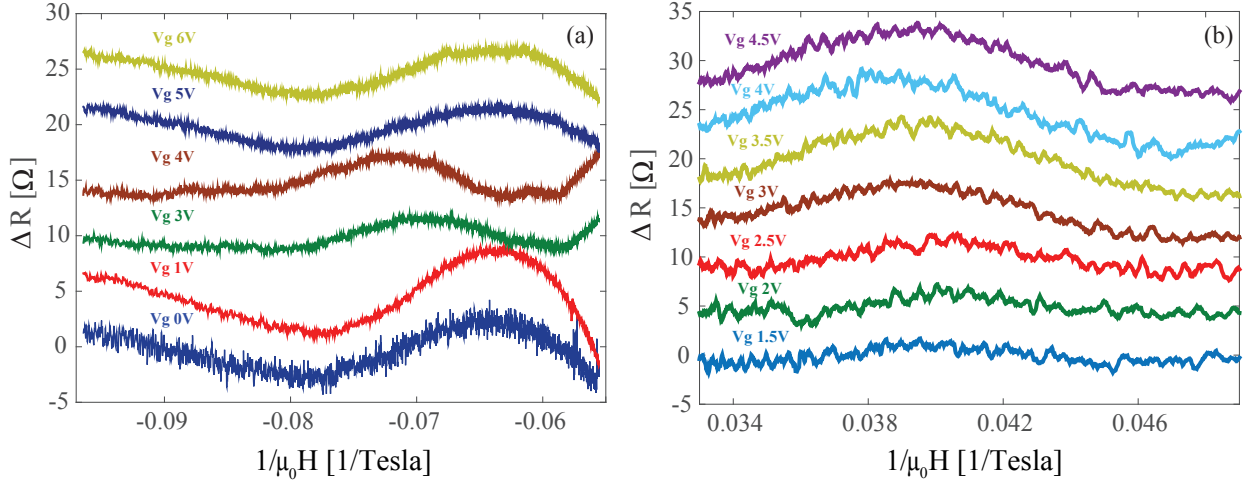 (a)
30
25
20
15
10
5
0
-5
ΔR [Ω]
Vg 6V
Vg 5V
Vg 4V
Vg 3V
Vg 1V
Vg 0V
-0.09 -0.08 -0.07 -0.06
1/μ₀H [1/Tesla]
(b)
35
30
25
20
15
10
5
0
-5
ΔR [Ω]
Vg 4.5V
Vg 4V
Vg 3.5V
Vg 3V
Vg 2.5V
Vg 2V
Vg 1.5V
0.034 0.038 0.042 0.046
1/μ₀H [1/Tesla]